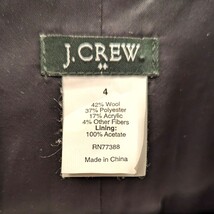 J.CREW
4
42% Wool
37% Polyester
17% Acrylic
4% Other Fibers
Lining:
100% Acetate
RN77388
Made in China